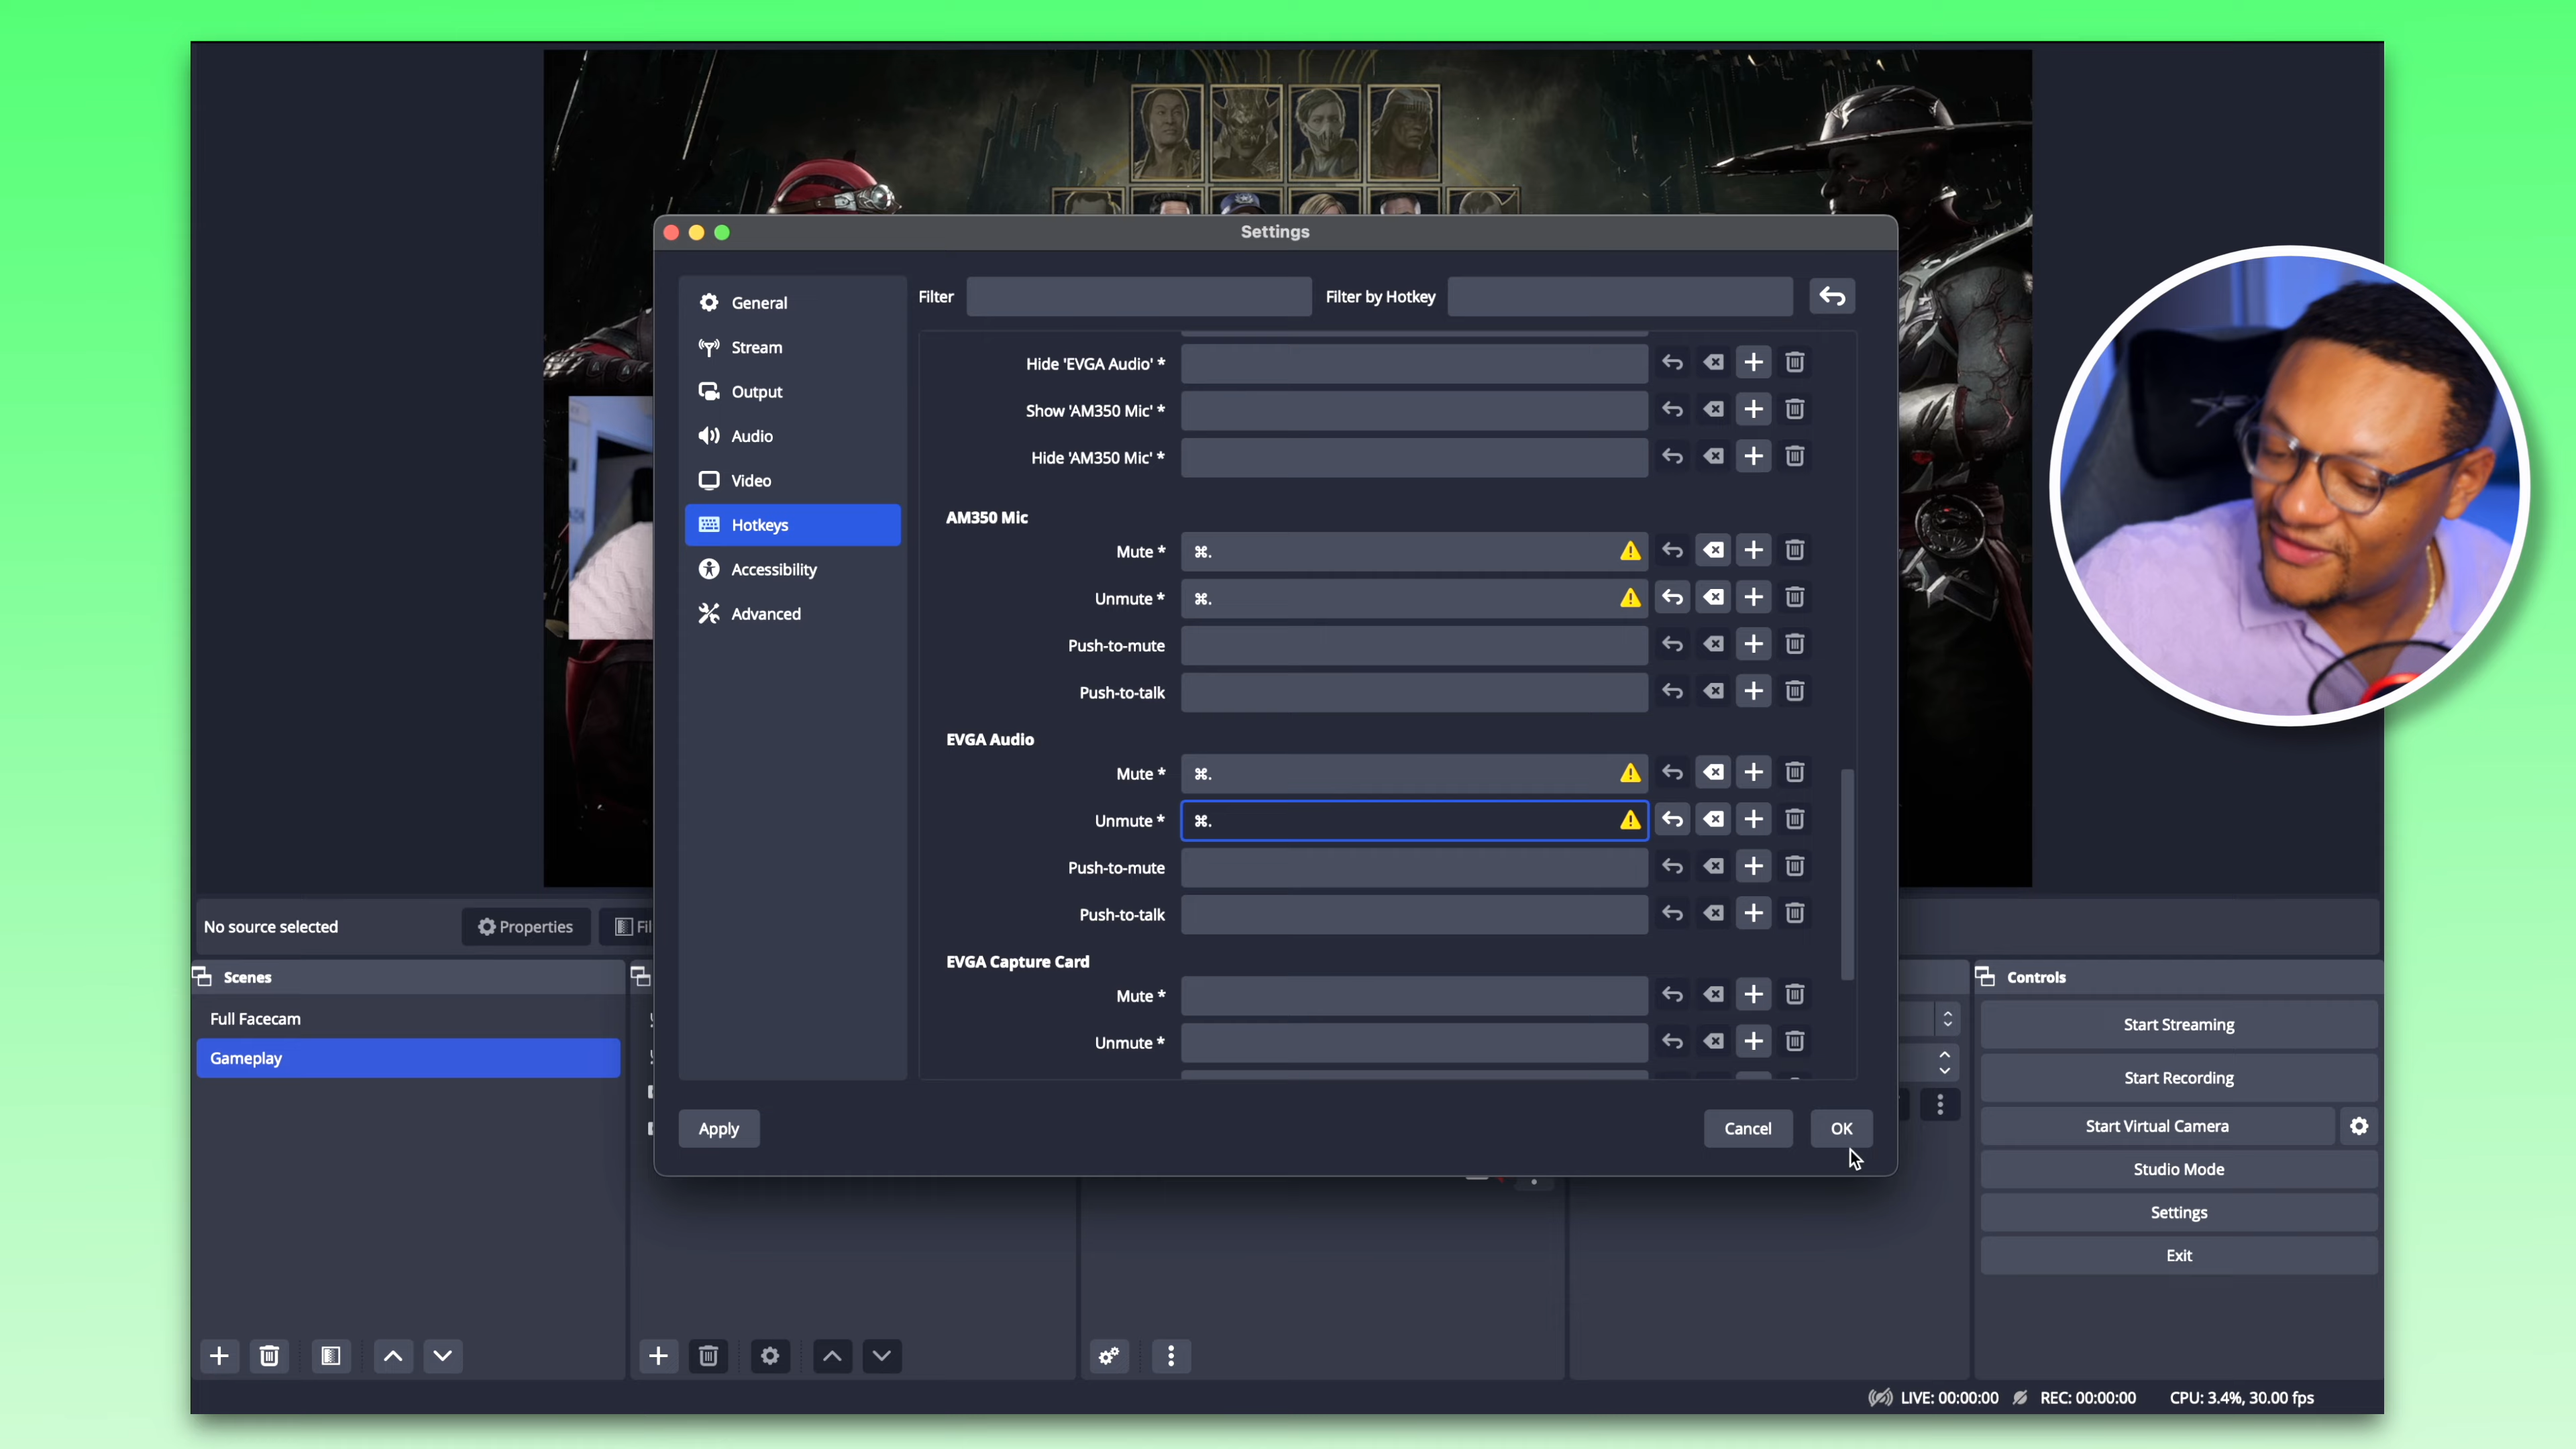 Settings
General
Stream
Output
Audio
Video
Hotkeys
Accessibility
Advanced
Filter
Filter by Hotkey
Hide 'EVGA Audio' *
Show 'AM350 Mic' *
Hide 'AM350 Mic' *
AM350 Mic
Mute * ⌘.
Unmute * ⌘.
Push-to-mute
Push-to-talk
EVGA Audio
Mute * ⌘.
Unmute * ⌘.
Push-to-mute
Push-to-talk
EVGA Capture Card
Mute *
Unmute *
Apply
Cancel
OK
No source selected
Properties
Fil
Scenes
Full Facecam
Gameplay
Controls
Start Streaming
Start Recording
Start Virtual Camera
Studio Mode
Settings
Exit
LIVE: 00:00:00
REC: 00:00:00
CPU: 3.4%, 30.00 fps